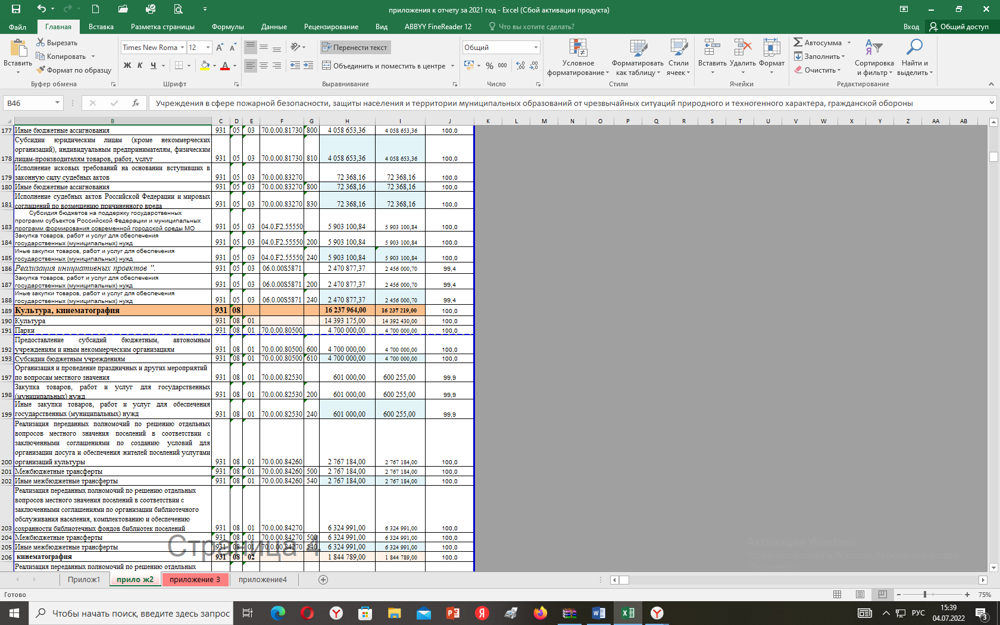 приложения к отчету за 2021 год - Excel (Сбой активации продукта)
Файл Главная Вставка Разметка страницы Формулы Данные Рецензирование Вид ABBYY FineReader 12 Что вы хотите сделать? Вход Общий доступ
Вставить Вырезать Копировать Формат по образцу
Times New Roma 12
Ж К Ч
Перенести текст
Объединить и поместить в центре
Общий
% 000
Условное форматирование Форматировать как таблицу Стили ячеек
Вставить Удалить Формат
Автосумма Заполнить Очистить
Сортировка и фильтр Найти и выделить
Буфер обмена Шрифт Выравнивание Число Стили Ячейки Редактирование
B46 fx Учреждения в сфере пожарной безопасности, защиты населения и территории муниципальных образований от чрезвычайных ситуаций природного и техногенного характера, гражданской обороны
B C D E F G H I J K L M N O P Q R S T U V W X Y Z AA AB
177 Иные бюджетные ассигнования 931 05 03 70.0.00.81730 800 4 058 653,36 4 058 653,36 100,0
Субсидии юридическим лицам (кроме некоммерческих
организаций), индивидуальным предпринимателям, физическим
178 лицам-производителям товаров, работ, услуг 931 05 03 70.0.00.81730 810 4 058 653,36 4 058 653,36 100,0
Исполнение исковых требований на основании вступивших в
179 законную силу судебных актов 931 05 03 70.0.00.83270 72 368,16 72 368,16 100,0
180 Иные бюджетные ассигнования 931 05 03 70.0.00.83270 800 72 368,16 72 368,16 100,0
Исполнение судебных актов Российской Федерации и мировых
181 соглашений по возмещению причиненного вреда 931 05 03 70.0.00.83270 830 72 368,16 72 368,16 100,0
Субсидия бюджетов на поддержку государственных
программ субъектов Российской Федерации и муниципальных
183 программ формирования современной городской среды МО 931 05 03 04.0.F2.55550 5 903 100,84 5 903 100,84 100,0
Закупка товаров, работ и услуг для обеспечения
184 государственных (муниципальных) нужд 931 05 03 04.0.F2.55550 200 5 903 100,84 5 903 100,84 100,0
Иные закупки товаров, работ и услуг для обеспечения
185 государственных (муниципальных) нужд 931 05 03 04.0.F2.55550 240 5 903 100,84 5 903 100,84 100,0
186 Реализация инициативных проектов ". 931 05 03 06.0.00S5871 2 470 877,37 2 456 000,70 99,4
Закупка товаров, работ и услуг для обеспечения
187 государственных (муниципальных) нужд 931 05 03 06.0.00S5871 200 2 470 877,37 2 456 000,70 99,4
Иные закупки товаров, работ и услуг для обеспечения
188 государственных (муниципальных) нужд 931 05 03 06.0.00S5871 240 2 470 877,37 2 456 000,70 99,4
189 Культура, кинематография 931 08 16 237 964,00 16 237 219,00 100,0
190 Культура 931 08 01 14 393 175,00 14 392 430,00 100,0
191 Парки 931 08 01 70.0.00.80500 4 700 000,00 4 700 000,00 100,0
Предоставление субсидий бюджетным, автономным
192 учреждениям и иным некоммерческим организациям 931 08 01 70.0.00.80500 600 4 700 000,00 4 700 000,00 100,0
193 Субсидии бюджетным учреждениям 931 08 01 70.0.00.80500 610 4 700 000,00 4 700 000,00 100,0
Организация и проведение праздничных и других мероприятий
197 по вопросам местного значения 931 08 01 70.0.00.82530 601 000,00 600 255,00 99,9
Закупка товаров, работ и услуг для государственных
198 (муниципальных) нужд 931 08 01 70.0.00.82530 200 601 000,00 600 255,00 99,9
Иные закупки товаров, работ и услуг для обеспечения
199 государственных (муниципальных) нужд 931 08 01 70.0.00.82530 240 601 000,00 600 255,00 99,9
Реализация переданных полномочий по решению отдельных
вопросов местного значения поселений в соответствии с
заключенными соглашениями по созданию условий для
организации досуга и обеспечения жителей поселений услугами
200 организаций культуры 931 08 01 70.0.00.84260 2 767 184,00 2 767 184,00 100,0
201 Межбюджетные трансферты 931 08 01 70.0.00.84260 500 2 767 184,00 2 767 184,00 100,0
202 Иные межбюджетные трансферты 931 08 01 70.0.00.84260 540 2 767 184,00 2 767 184,00 100,0
Реализация переданных полномочий по решению отдельных
вопросов местного значения поселений в соответствии с
заключенными соглашениями по организации библиотечного
обслуживания населения, комплектованию и обеспечению
203 сохранности библиотечных фондов библиотек поселений 931 08 01 70.0.00.84270 6 324 991,00 6 324 991,00 100,0
204 Межбюджетные трансферты 931 08 01 70.0.00.84270 500 6 324 991,00 6 324 991,00 100,0
205 Иные межбюджетные трансферты 931 08 01 70.0.00.84270 540 6 324 991,00 6 324 991,00 100,0
Страница 4
206 кинематография 931 08 02 1 844 789,00 1 844 789,00 100,0
Реализация переданных полномочий по решению отдельных
Активация Windows
Прилож1 прило ж2 приложение 3 приложение4
Готово 75%
Чтобы начать поиск, введите здесь запрос
РУС 15:39
04.07.2022 3